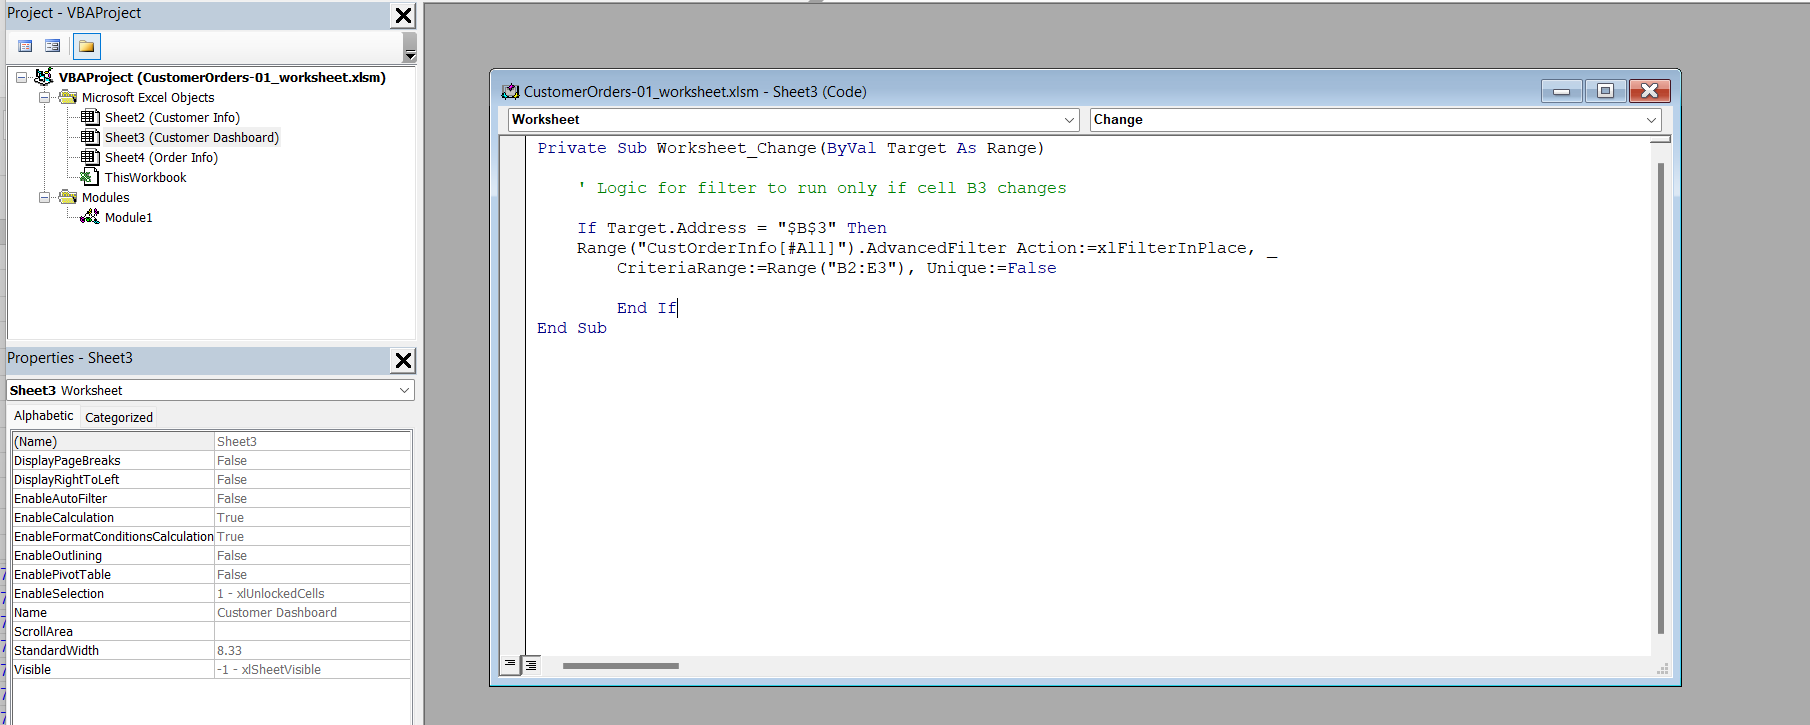 Project - VBAProject
VBAProject (CustomerOrders-01_worksheet.xlsm)
Microsoft Excel Objects
Sheet2 (Customer Info)
Sheet3 (Customer Dashboard)
Sheet4 (Order Info)
ThisWorkbook
Modules
Module1
Properties - Sheet3
Sheet3 Worksheet
Alphabetic Categorized
(Name) Sheet3
DisplayPageBreaks False
DisplayRightToLeft False
EnableAutoFilter False
EnableCalculation True
EnableFormatConditionsCalculation True
EnableOutlining False
EnablePivotTable False
EnableSelection 1 - xlUnlockedCells
Name Customer Dashboard
ScrollArea
StandardWidth 8.33
Visible -1 - xlSheetVisible
CustomerOrders-01_worksheet.xlsm - Sheet3 (Code)
Worksheet Change
Private Sub Worksheet_Change(ByVal Target As Range)
' Logic for filter to run only if cell B3 changes
If Target.Address = "$B$3" Then
Range("CustOrderInfo[#All]").AdvancedFilter Action:=xlFilterInPlace, _
CriteriaRange:=Range("B2:E3"), Unique:=False
End If
End Sub